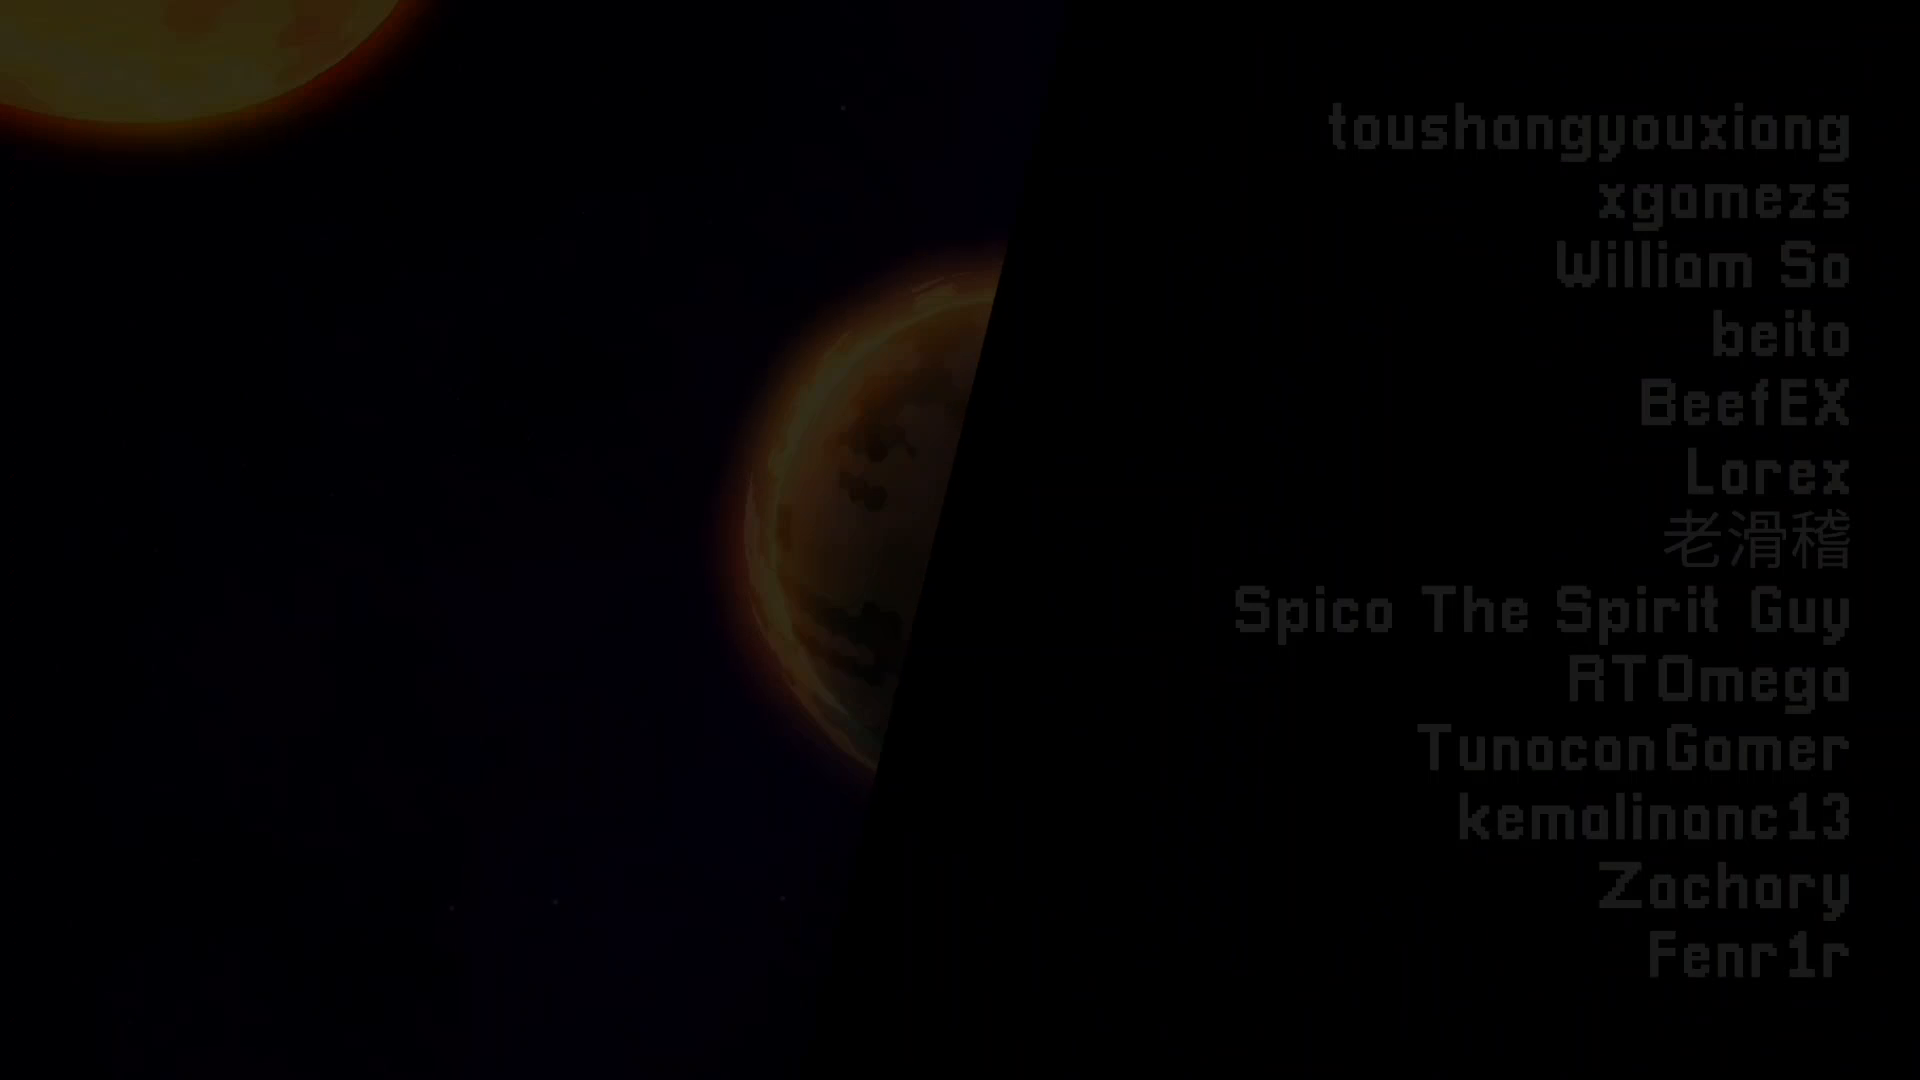 toushangyouxiang
xgamezs
William So
beito
BeefEX
Lorex
老滑稽
Spico The Spirit Guy
RTOmega
TunacanGamer
kemalinanc13
Zachary
Fenr1r